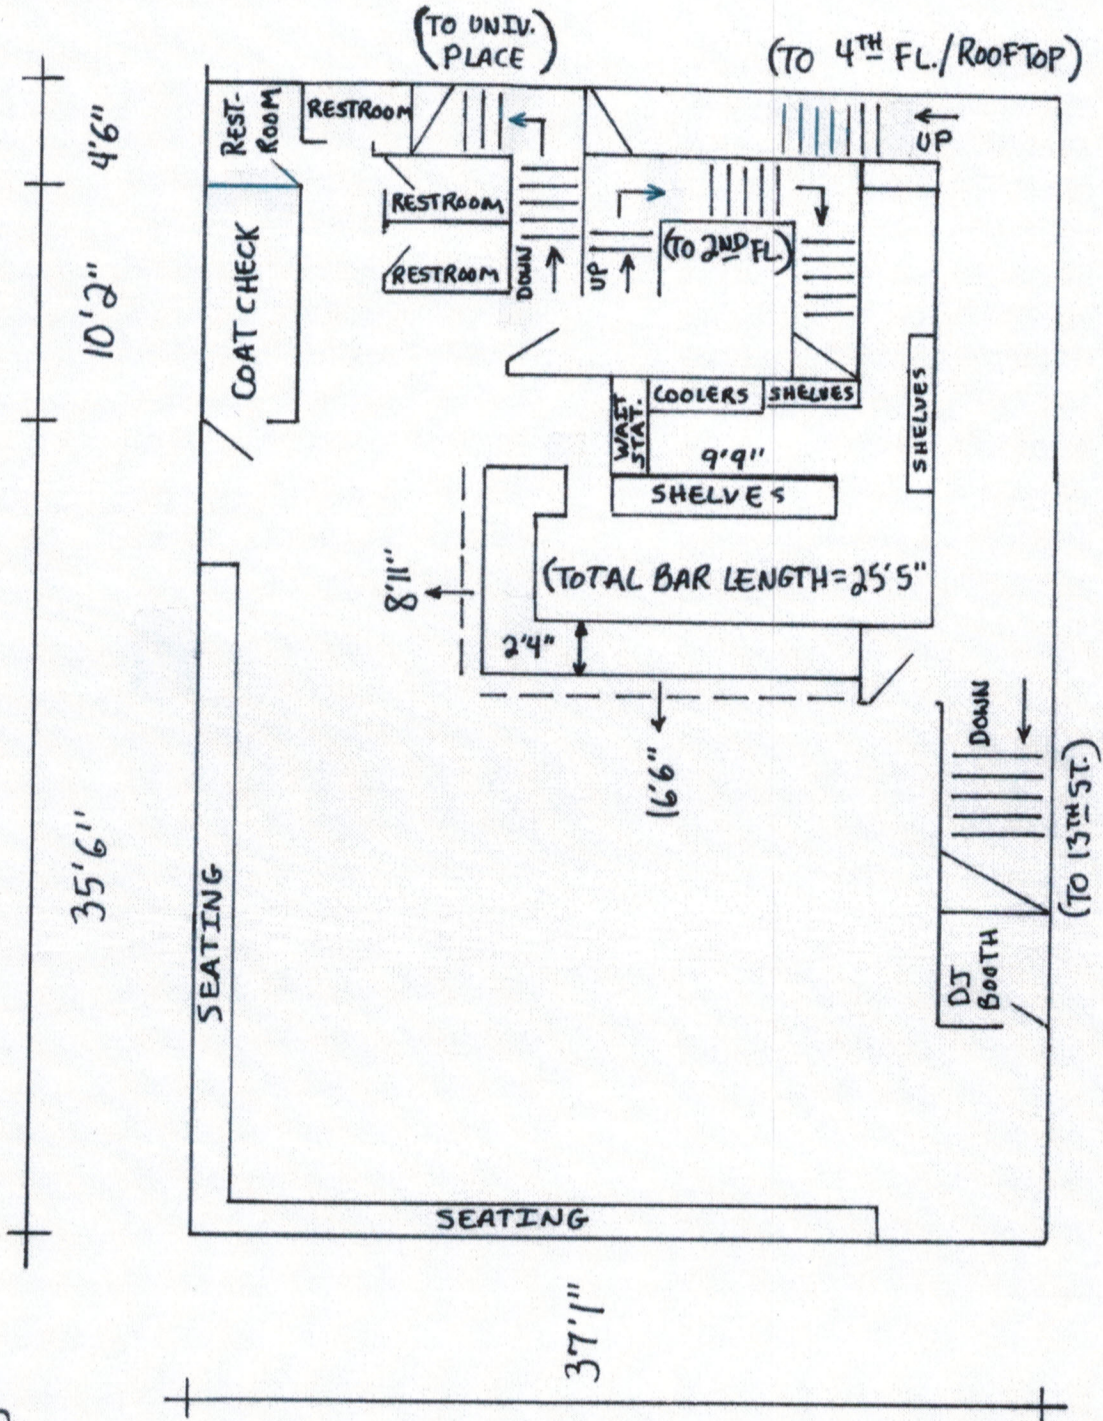 (TO UNIV.
PLACE)
(TO 4TH FL./ROOFTOP)
4'6"
REST-
ROOM
RESTROOM
UP
RESTROOM
(TO 2ND FL.)
DOWN
UP
RESTROOM
10'2"
COAT CHECK
COOLERS
SHELVES
WAIT
STAT.
SHELVES
9'9"
SHELVES
8'11"
(TOTAL BAR LENGTH=25'5"
2'4"
DOWN
16'6"
(TO 13TH ST.)
35'6"
SEATING
DJ
BOOTH
SEATING
37'1"